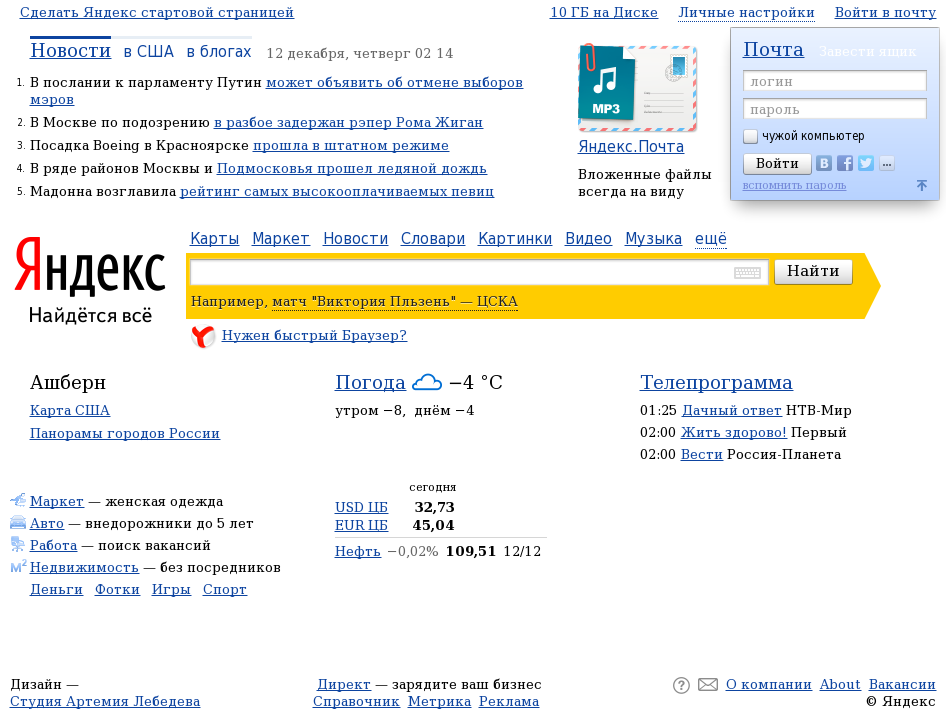 Сделать Яндекс стартовой страницей
10 ГБ на Диске Личные настройки Войти в почту
Новости в США в блогах 12 декабря, четверг 02 14
1. В послании к парламенту Путин может объявить об отмене выборов
мэров
2. В Москве по подозрению в разбое задержан рэпер Рома Жиган
3. Посадка Boeing в Красноярске прошла в штатном режиме
4. В ряде районов Москвы и Подмосковья прошел ледяной дождь
5. Мадонна возглавила рейтинг самых высокооплачиваемых певиц
MP3
Яндекс.Почта
Вложенные файлы
всегда на виду
Почта Завести ящик
логин
пароль
чужой компьютер
Войти B f ...
вспомнить пароль
Яндекс
Найдётся всё
Карты Маркет Новости Словари Картинки Видео Музыка ещё
Найти
Например, матч "Виктория Пльзень" — ЦСКА
Нужен быстрый Браузер?
Ашберн
Карта США
Панорамы городов России
Погода −4 °C
утром −8, днём −4
Телепрограмма
01:25 Дачный ответ НТВ-Мир
02:00 Жить здорово! Первый
02:00 Вести Россия-Планета
Маркет — женская одежда
Авто — внедорожники до 5 лет
Работа — поиск вакансий
м² Недвижимость — без посредников
Деньги Фотки Игры Спорт
сегодня
USD ЦБ 32,73
EUR ЦБ 45,04
Нефть −0,02% 109,51 12/12
Дизайн —
Студия Артемия Лебедева
Директ — зарядите ваш бизнес
Справочник Метрика Реклама
? О компании About Вакансии
© Яндекс